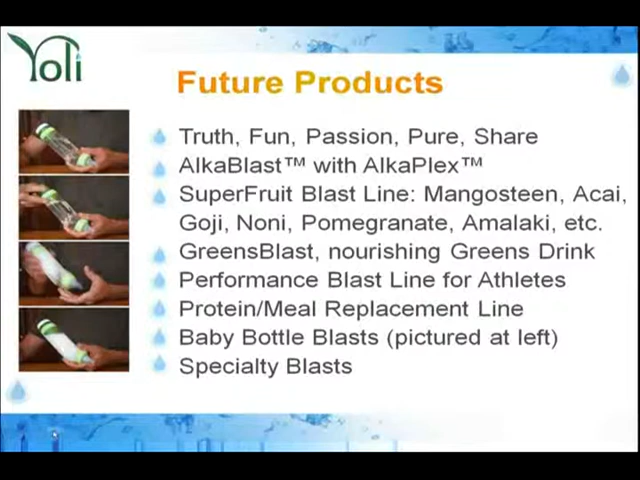 Yoli
Future Products
Truth, Fun, Passion, Pure, Share
AlkaBlast™ with AlkaPlex™
SuperFruit Blast Line: Mangosteen, Acai,
Goji, Noni, Pomegranate, Amalaki, etc.
GreensBlast, nourishing Greens Drink
Performance Blast Line for Athletes
Protein/Meal Replacement Line
Baby Bottle Blasts (pictured at left)
Specialty Blasts